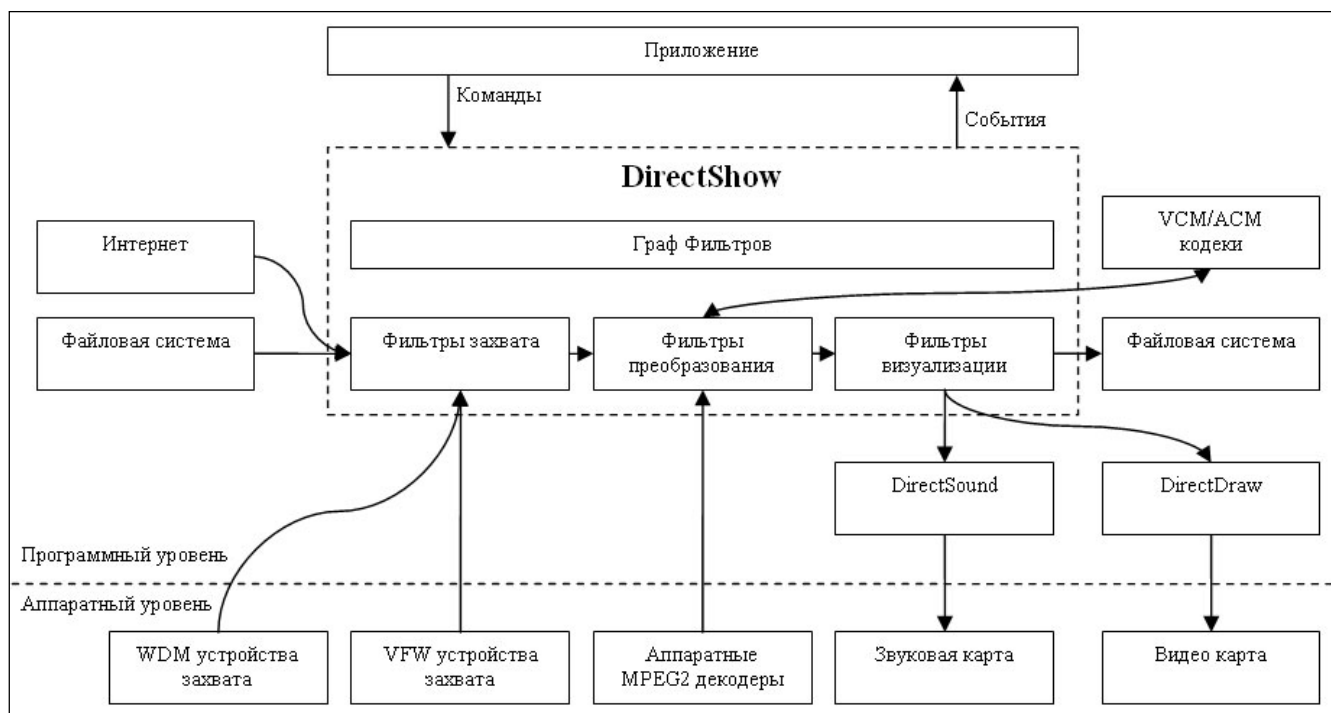 Приложение
Команды
События
DirectShow
Интернет
Граф Фильтров
VCM/ACM
кодеки
Файловая система
Фильтры захвата
Фильтры
преобразования
Фильтры
визуализации
Файловая система
DirectSound
DirectDraw
Программный уровень
Аппаратный уровень
WDM устройства
захвата
VFW устройства
захвата
Аппаратные
MPEG2 декодеры
Звуковая карта
Видео карта